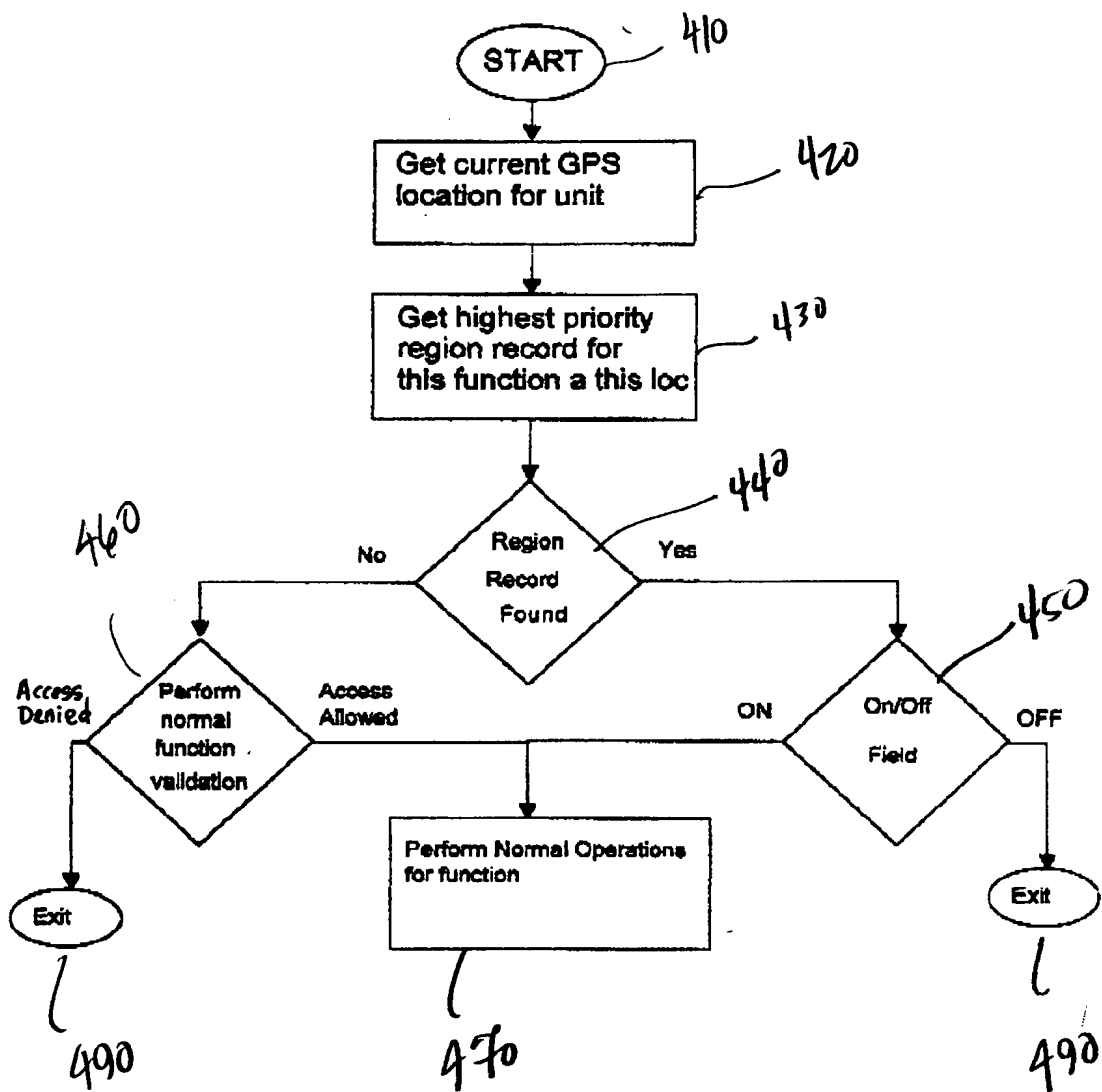 START
410
Get current GPS
location for unit
420
Get highest priority
region record for
this function a this loc
430
Region
Record
Found
440
No
Yes
460
450
Access
Denied
Perform
normal
function
validation
Access
Allowed
ON
On/Off
Field
OFF
Perform Normal Operations
for function
Exit
Exit
490
470
490